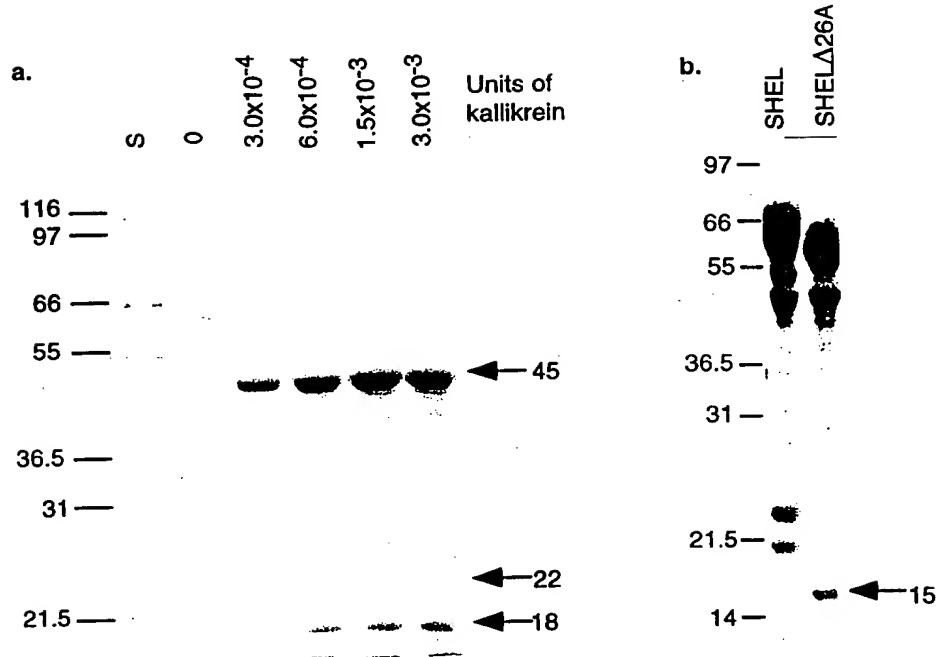 a.
S
0
3.0x10⁻⁴
6.0x10⁻⁴
1.5x10⁻³
3.0x10⁻³
Units of
kallikrein
116
97
66
55
36.5
31
21.5
45
22
18
b.
SHEL
SHELΔ26A
97
66
55
36.5
31
21.5
14
15